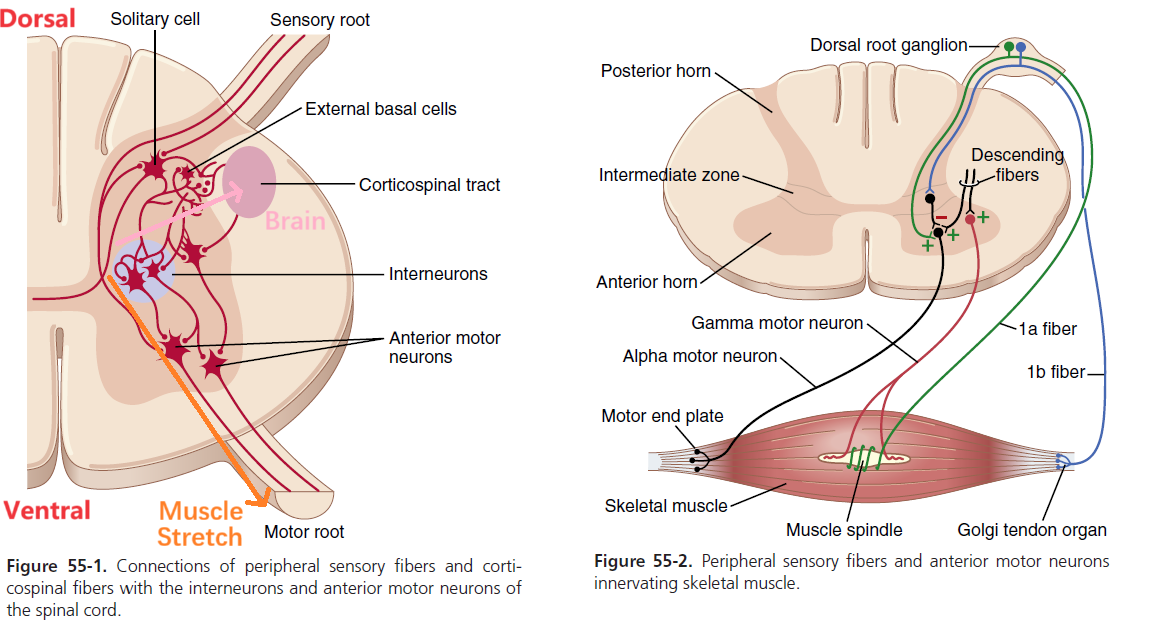 Dorsal
Solitary cell
Sensory root
External basal cells
Corticospinal tract
Brain
Interneurons
Anterior motor
neurons
Ventral
Muscle
Stretch
Motor root
Figure 55-1. Connections of peripheral sensory fibers and corti-
cospinal fibers with the interneurons and anterior motor neurons of
the spinal cord.
Dorsal root ganglion
Posterior horn
Descending
fibers
Intermediate zone
−
+
+
+
Anterior horn
Gamma motor neuron
1a fiber
Alpha motor neuron
1b fiber
Motor end plate
Skeletal muscle
Muscle spindle
Golgi tendon organ
Figure 55-2. Peripheral sensory fibers and anterior motor neurons
innervating skeletal muscle.